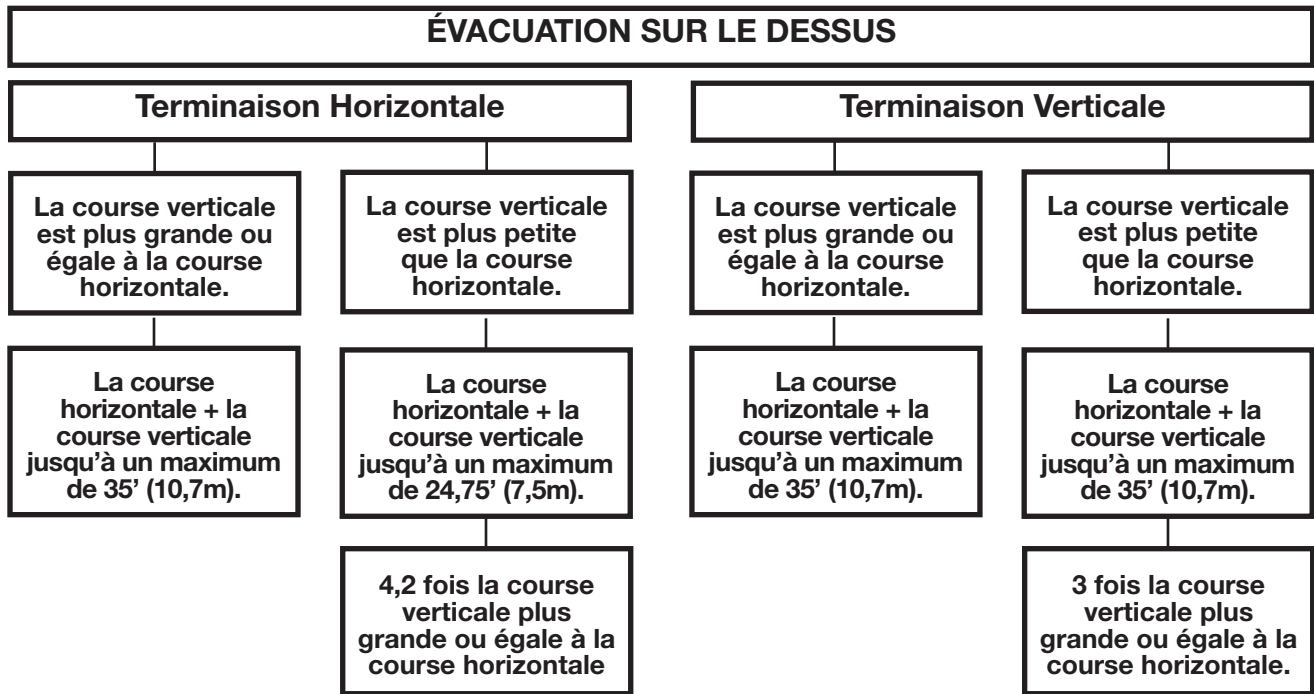 ÉVACUATION SUR LE DESSUS
Terminaison Horizontale
La course verticale
est plus grande ou
égale à la course
horizontale.
La course
horizontale + la
course verticale
jusqu'à un maximum
de 35' (10,7m).
La course verticale
est plus petite
que la course
horizontale.
La course
horizontale + la
course verticale
jusqu'à un maximum
de 24,75' (7,5m).
4,2 fois la course
verticale plus
grande ou égale à la
course horizontale
Terminaison Verticale
La course verticale
est plus grande ou
égale à la course
horizontale.
La course
horizontale + la
course verticale
jusqu'à un maximum
de 35' (10,7m).
La course verticale
est plus petite
que la course
horizontale.
La course
horizontale + la
course verticale
jusqu'à un maximum
de 35' (10,7m).
3 fois la course
verticale plus
grande ou égale à la
course horizontale.